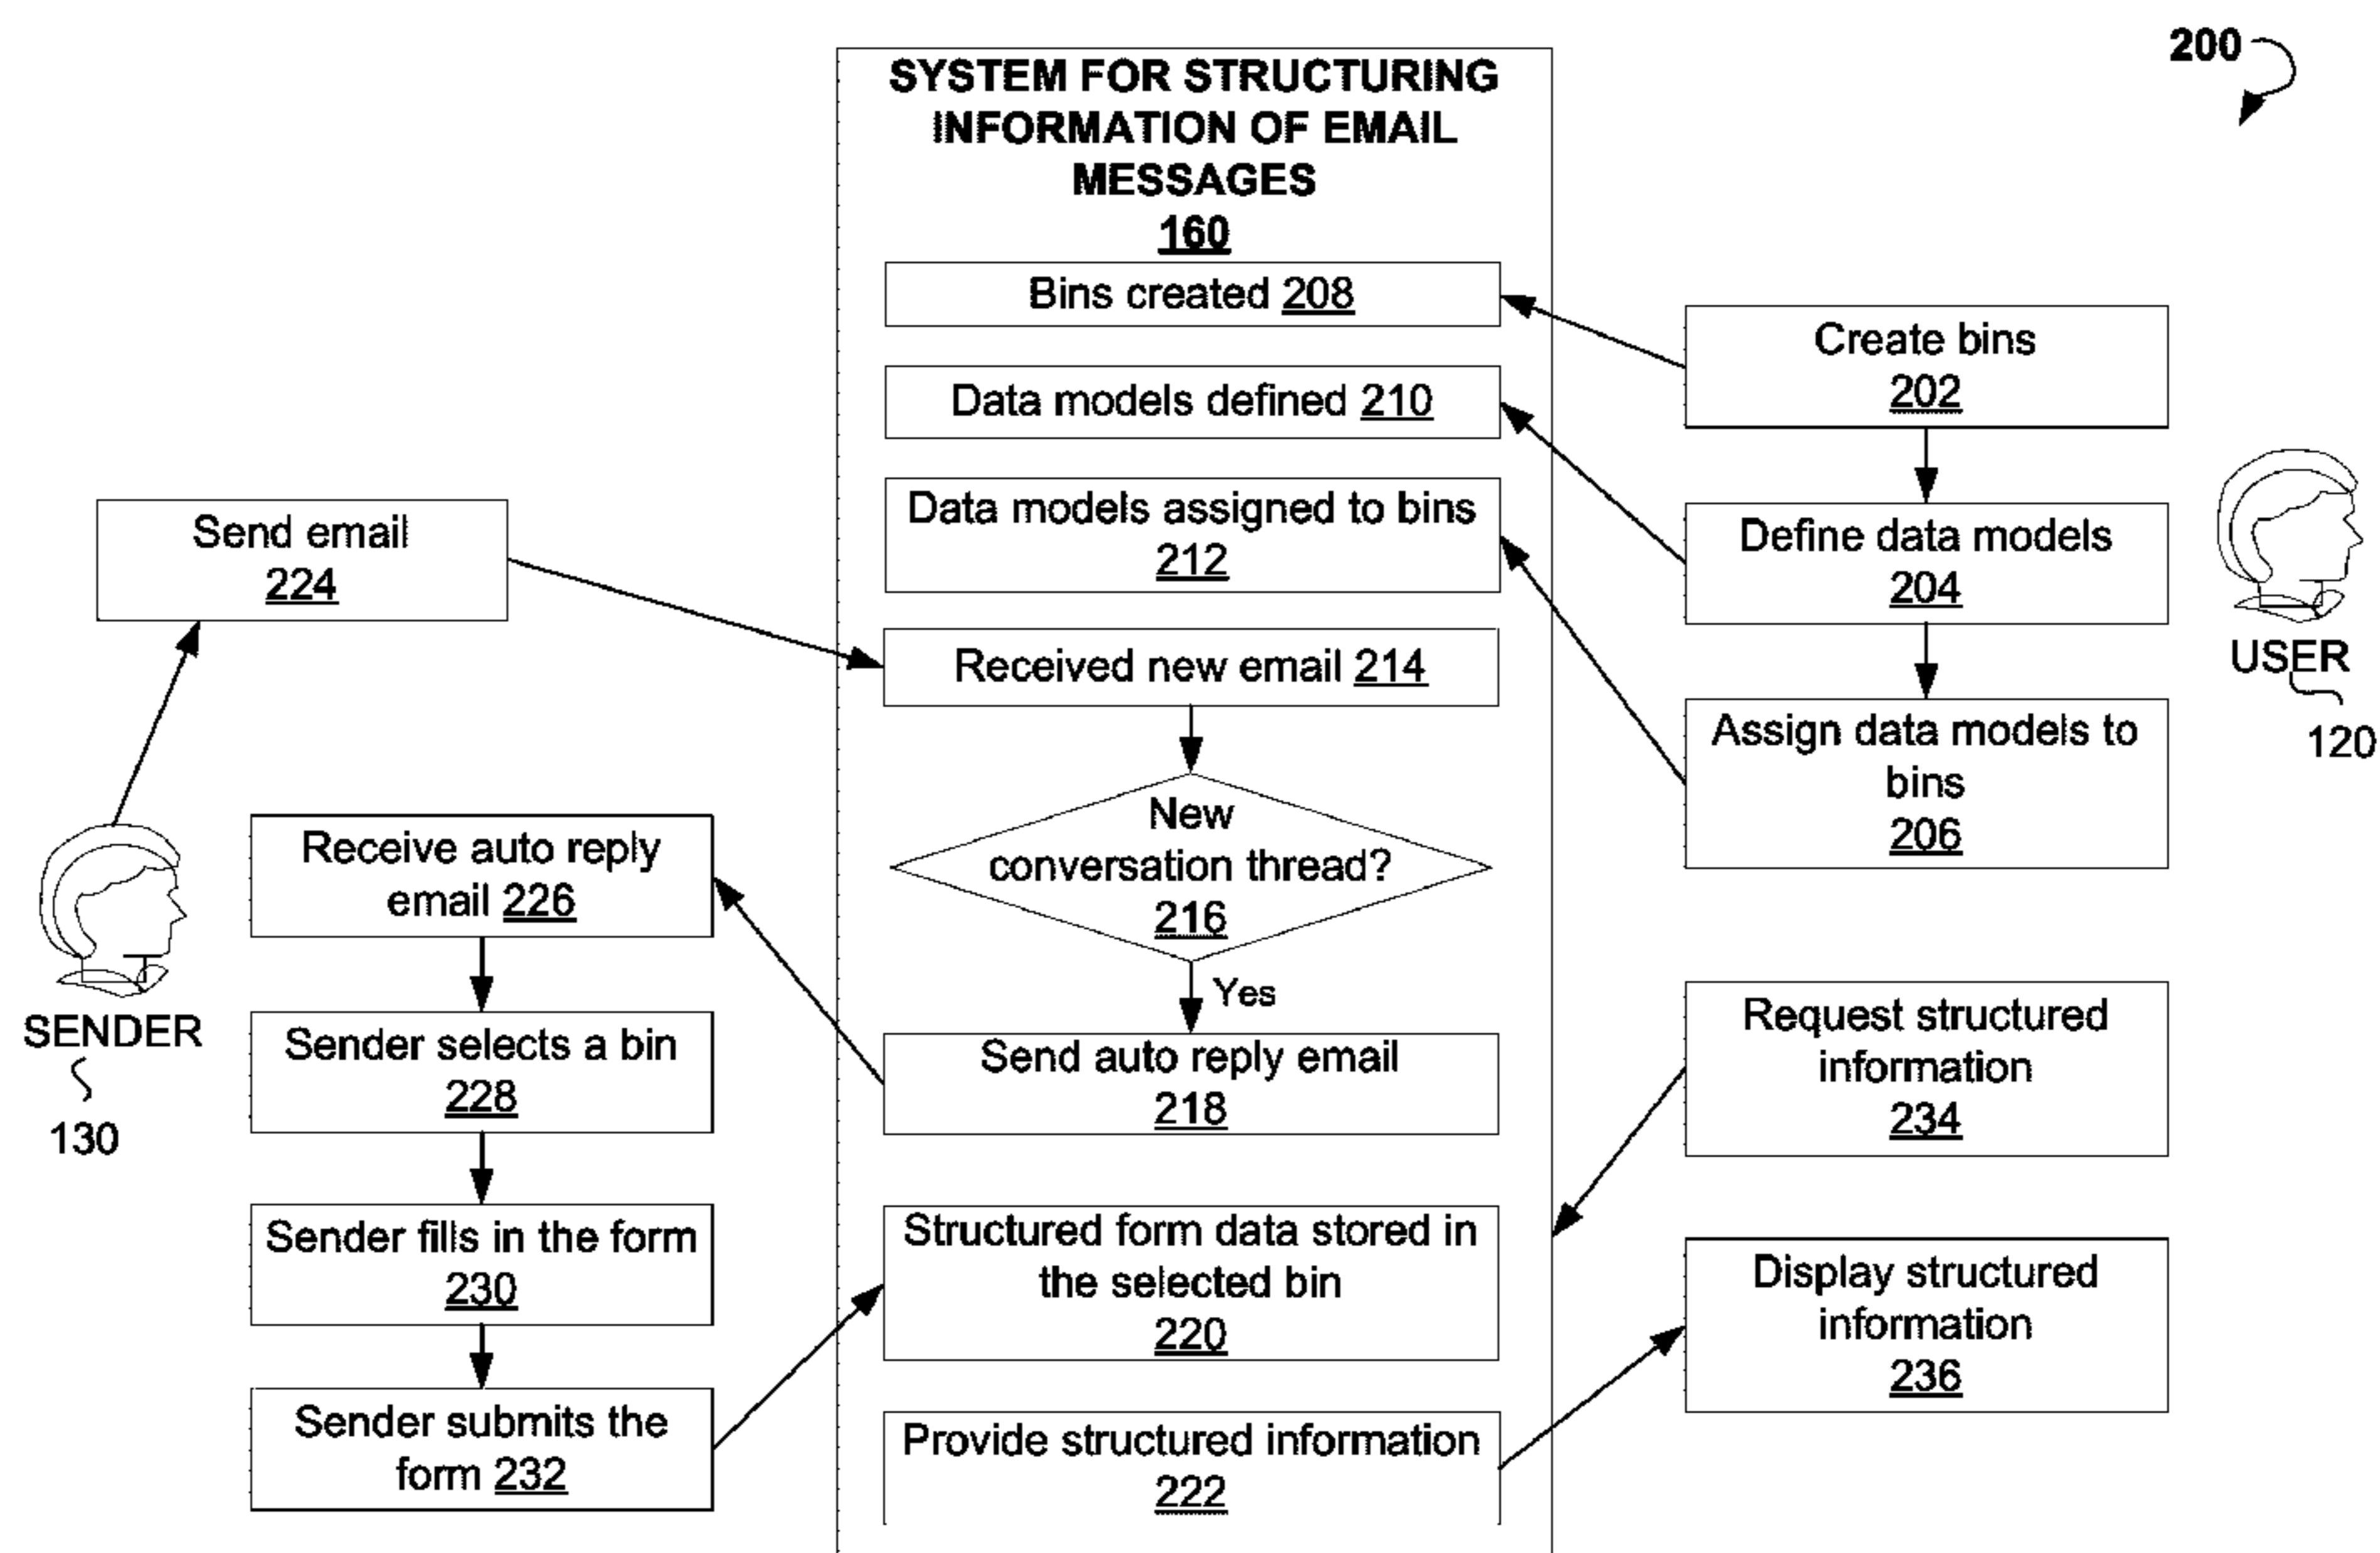 200
SYSTEM FOR STRUCTURING
INFORMATION OF EMAIL
MESSAGES
160
Bins created 208
Data models defined 210
Data models assigned to bins
212
Received new email 214
New
conversation thread?
216
Yes
Send auto reply email
218
Structured form data stored in
the selected bin
220
Provide structured information
222
Send email
224
SENDER
130
Receive auto reply
email 226
Sender selects a bin
228
Sender fills in the form
230
Sender submits the
form 232
Create bins
202
Define data models
204
Assign data models to
bins
206
USER
120
Request structured
information
234
Display structured
information
236